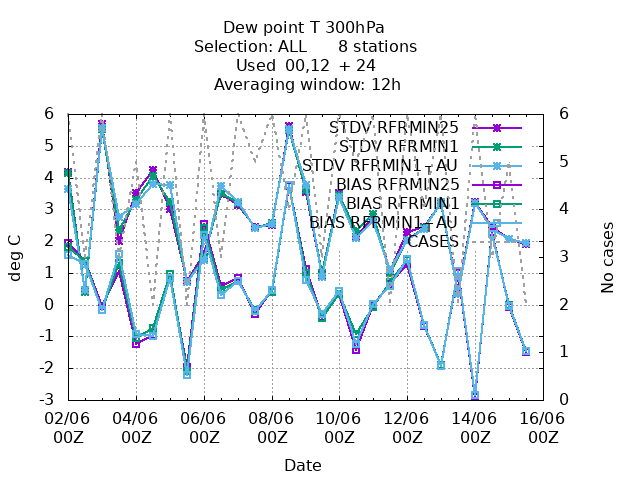 Dew point T 300hPa
Selection: ALL 8 stations
Used 00,12 + 24
Averaging window: 12h
6 6
STDV RFRMIN25
STDV RFRMIN1
5 5
STDV RFRMIN1-AU
4
BIAS RFRMIN25
BIAS RFRMIN1
3 4
BIAS RFRMIN1-AU
CASES
2
3
1
0 2
-1
1
-2
-3 0
deg C
No cases
02/06 04/06 06/06 08/06 10/06 12/06 14/06 16/06
00Z 00Z 00Z 00Z 00Z 00Z 00Z 00Z
Date